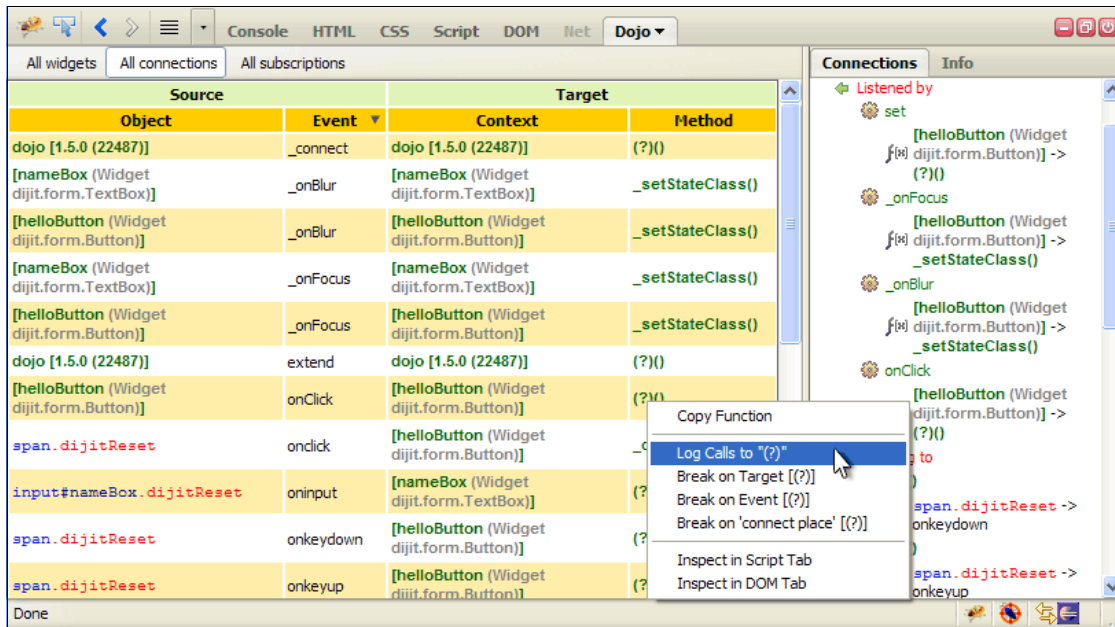 Console HTML CSS Script DOM Net Dojo
All widgets All connections All subscriptions
Source Target
Object Event Context Method
dojo [1.5.0 (22487)] _connect dojo [1.5.0 (22487)] (?)()
[nameBox (Widget
dijit.form.TextBox)] _onBlur [nameBox (Widget
dijit.form.TextBox)] _setStateClass()
[helloButton (Widget
dijit.form.Button)] _onBlur [helloButton (Widget
dijit.form.Button)] _setStateClass()
[nameBox (Widget
dijit.form.TextBox)] _onFocus [nameBox (Widget
dijit.form.TextBox)] _setStateClass()
[helloButton (Widget
dijit.form.Button)] _onFocus [helloButton (Widget
dijit.form.Button)] _setStateClass()
dojo [1.5.0 (22487)] extend dojo [1.5.0 (22487)] (?)()
[helloButton (Widget
dijit.form.Button)] onClick [helloButton (Widget
dijit.form.Button)] (?)()
span.dijitReset onclick [helloButton (Widget
dijit.form.Button)]
input#nameBox.dijitReset oninput [nameBox (Widget
dijit.form.TextBox)] (?
span.dijitReset onkeydown [helloButton (Widget
dijit.form.Button)] (?
span.dijitReset onkeyup [helloButton (Widget
dijit.form.Button)] (?
Copy Function
Log Calls to "(?)"
Break on Target [(?)]
Break on Event [(?)]
Break on 'connect place' [(?)]
Inspect in Script Tab
Inspect in DOM Tab
Connections Info
Listened by
set
[helloButton (Widget
dijit.form.Button)] ->
(?)()
_onFocus
[helloButton (Widget
dijit.form.Button)] ->
_setStateClass()
_onBlur
[helloButton (Widget
dijit.form.Button)] ->
_setStateClass()
onClick
[helloButton (Widget
dijit.form.Button)] ->
(?)()
to
)
span.dijitReset ->
onkeydown
)
span.dijitReset ->
onkeyup
Done